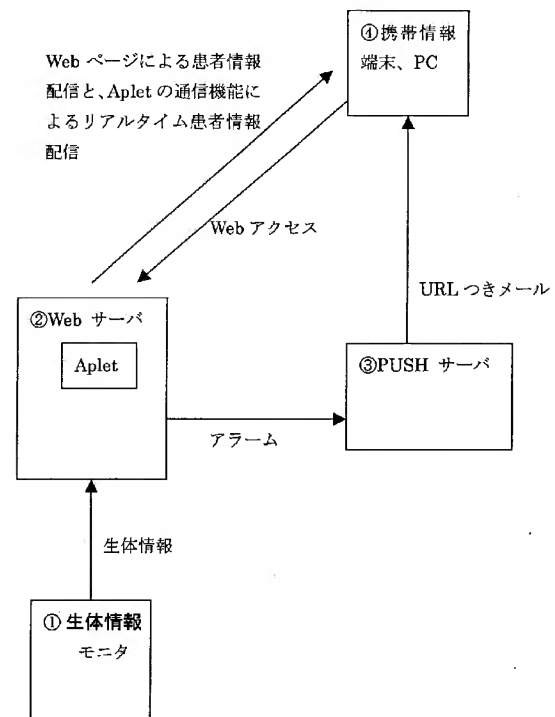 Web ページによる患者情報
配信と、Aplet の通信機能に
よるリアルタイム患者情報
配信
④携帯情報
端末、PC
Web アクセス
URL つきメール
②Web サーバ
Aplet
③PUSH サーバ
アラーム
生体情報
①生体情報
モニタ